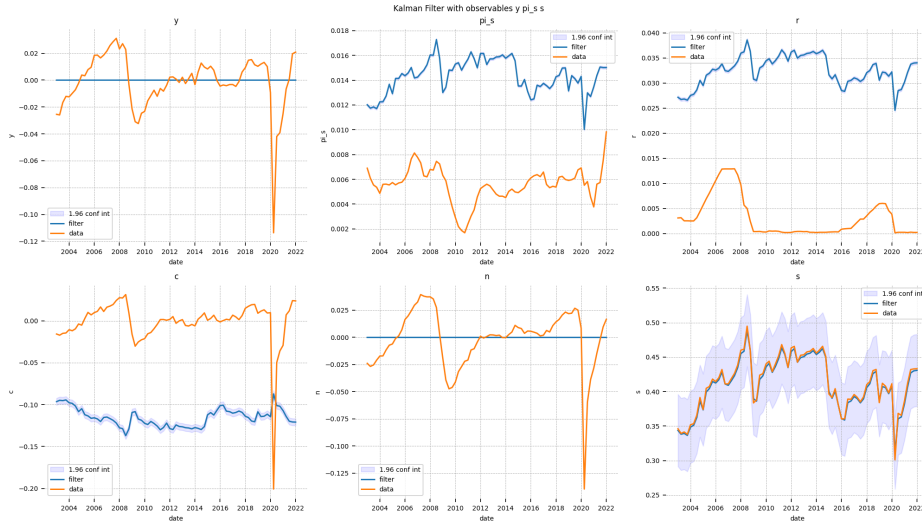 Kalman Filter with observables y pi_s s
y
0.02
0.00
−0.02
−0.04
−0.06
−0.08
−0.10
−0.12
y
1.96 conf int
filter
data
2004 2006 2008 2010 2012 2014 2016 2018 2020 2022
date
pi_s
0.018
0.016
0.014
0.012
0.010
0.008
0.006
0.004
0.002
pi_s
1.96 conf int
filter
data
2004 2006 2008 2010 2012 2014 2016 2018 2020 2022
date
r
0.040
0.035
0.030
0.025
0.020
0.015
0.010
0.005
0.000
r
1.96 conf int
filter
data
2004 2006 2008 2010 2012 2014 2016 2018 2020
date
c
0.00
−0.05
−0.10
−0.15
−0.20
c
1.96 conf int
filter
data
2004 2006 2008 2010 2012 2014 2016 2018 2020 2022
date
n
0.025
0.000
−0.025
−0.050
−0.075
−0.100
−0.125
n
1.96 conf int
filter
data
2004 2006 2008 2010 2012 2014 2016 2018 2020 2022
date
s
0.55
0.50
0.45
0.40
0.35
0.30
0.25
s
1.96 conf int
filter
data
2004 2006 2008 2010 2012 2014 2016 2018 2020
date